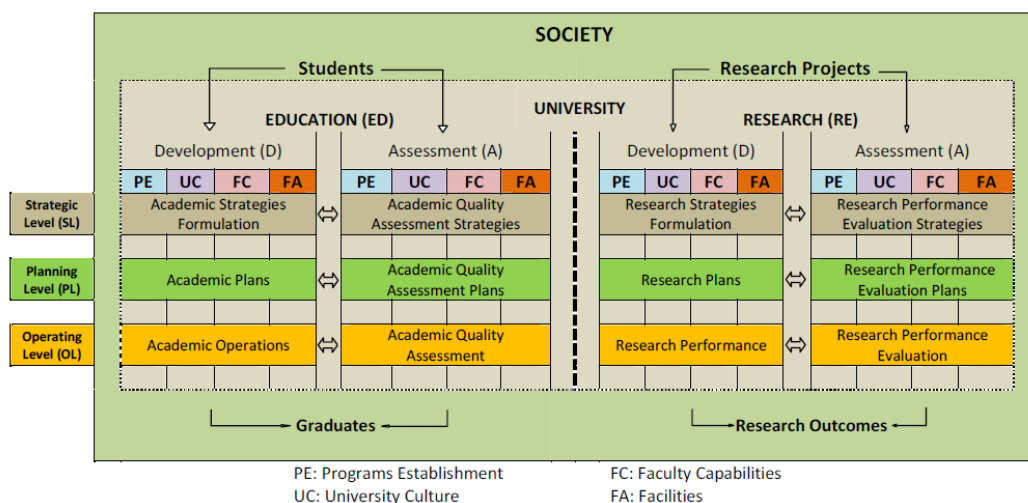 SOCIETY
Students
Research Projects
UNIVERSITY
EDUCATION (ED)
RESEARCH (RE)
Development (D)
Assessment (A)
Development (D)
Assessment (A)
PE UC FC FA
PE UC FC FA
PE UC FC FA
PE UC FC FA
Strategic
Level (SL)
Academic Strategies
Formulation
Academic Quality
Assessment Strategies
Research Strategies
Formulation
Research Performance
Evaluation Strategies
Planning
Level (PL)
Academic Plans
Academic Quality
Assessment Plans
Research Plans
Research Performance
Evaluation Plans
Operating
Level (OL)
Academic Operations
Academic Quality
Assessment
Research Performance
Research Performance
Evaluation
Graduates
Research Outcomes
PE: Programs Establishment
FC: Faculty Capabilities
UC: University Culture
FA: Facilities